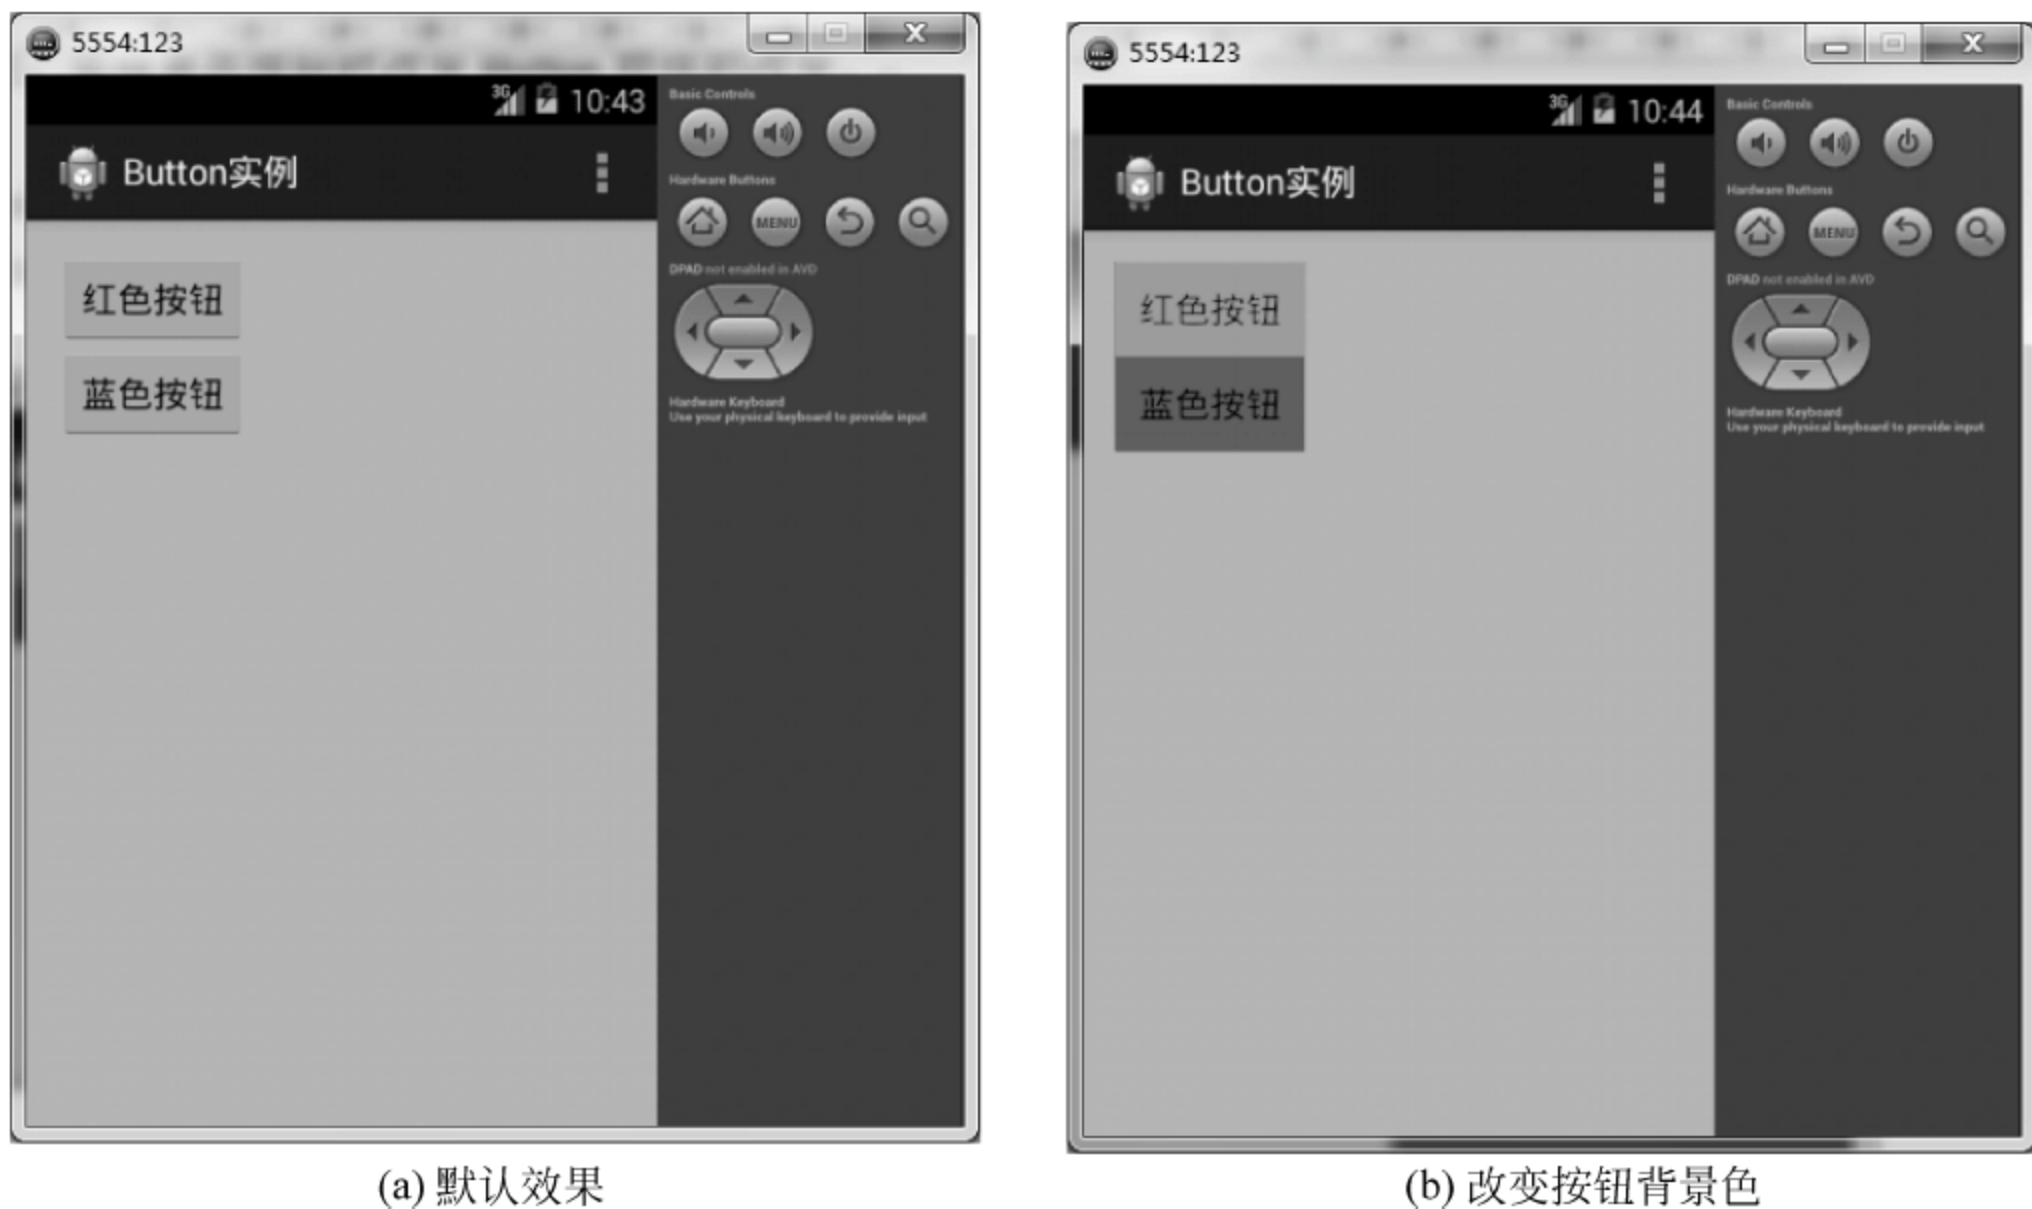 5554:123
10:43
Button实例
红色按钮
蓝色按钮
Basic Controls
Hardware Buttons
MENU
DPAD not enabled in AVD
Hardware Keyboard
Use your physical keyboard to provide input
(a) 默认效果
5554:123
10:44
Button实例
红色按钮
蓝色按钮
Basic Controls
Hardware Buttons
MENU
DPAD not enabled in AVD
Hardware Keyboard
Use your physical keyboard to provide input
(b) 改变按钮背景色